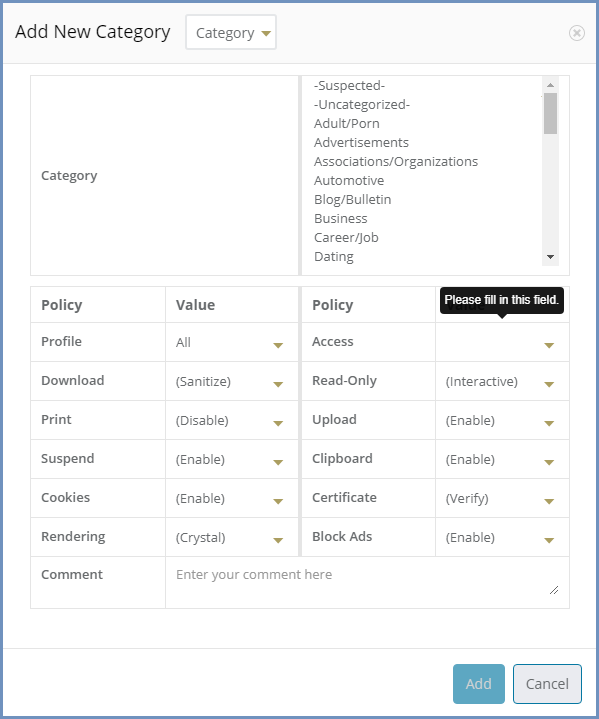 Add New Category Category
-Suspected-
-Uncategorized-
Adult/Porn
Advertisements
Associations/Organizations
Automotive
Category
Blog/Bulletin
Business
Career/Job
Dating
Please fill in this field.
Policy Value Policy
Profile All Access
Download (Sanitize) Read-Only (Interactive)
Print (Disable) Upload (Enable)
Suspend (Enable) Clipboard (Enable)
Cookies (Enable) Certificate (Verify)
Rendering (Crystal) Block Ads (Enable)
Comment Enter your comment here
Add Cancel